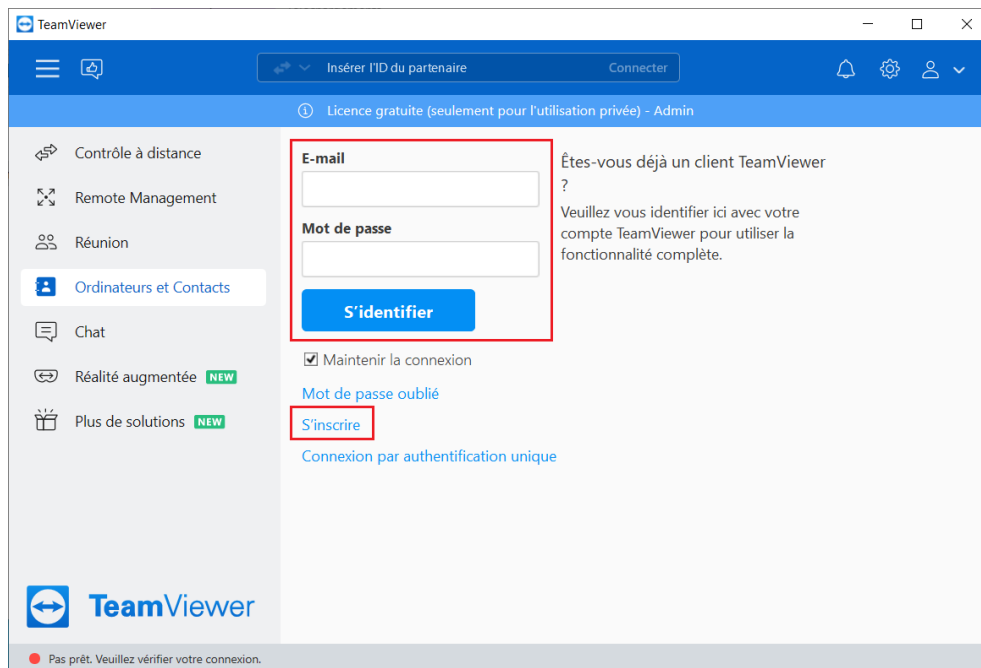 TeamViewer
Insérer l'ID du partenaire Connecter
Licence gratuite (seulement pour l'utilisation privée) - Admin
Contrôle à distance
Remote Management
Réunion
Ordinateurs et Contacts
Chat
Réalité augmentée NEW
Plus de solutions NEW
E-mail
Mot de passe
S'identifier
Maintenir la connexion
Mot de passe oublié
S'inscrire
Connexion par authentification unique
Êtes-vous déjà un client TeamViewer
?
Veuillez vous identifier ici avec votre
compte TeamViewer pour utiliser la
fonctionnalité complète.
TeamViewer
Pas prêt. Veuillez vérifier votre connexion.